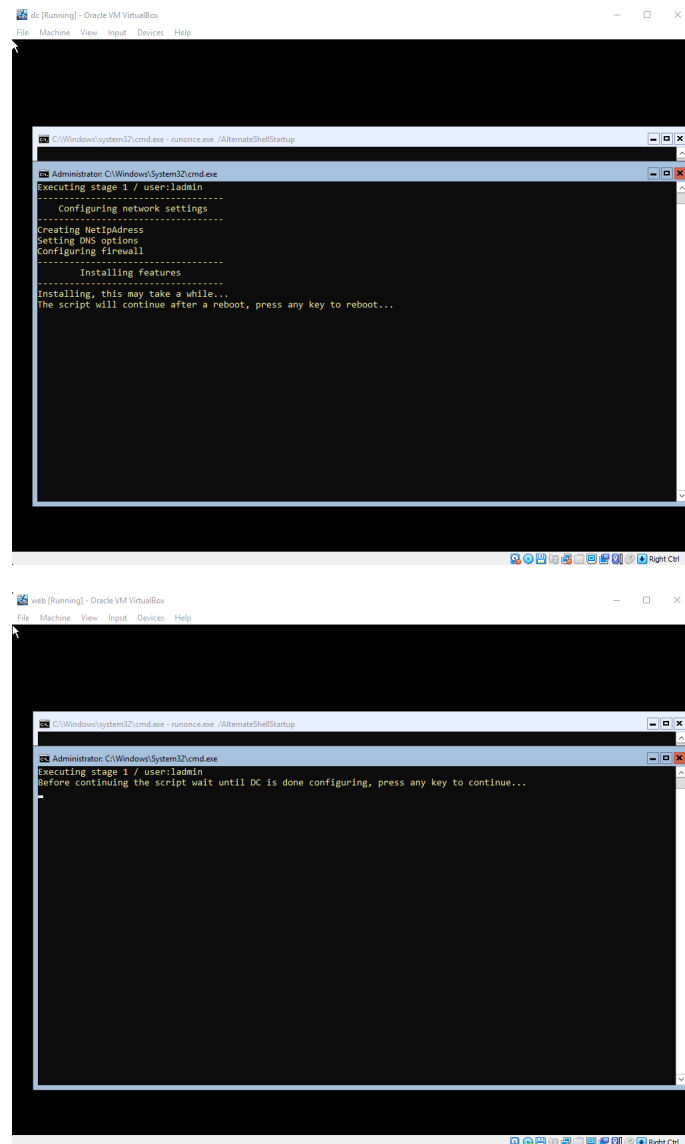 dc [Running] - Oracle VM VirtualBox
File Machine View Input Devices Help
C:\Windows\system32\cmd.exe - runonce.exe /AlternateShellStartup
Administrator: C:\Windows\System32\cmd.exe
Executing stage 1 / user:ladmin
-----------------------------------
Configuring network settings
-----------------------------------
Creating NetIpAdress
Setting DNS options
Configuring firewall
-----------------------------------
Installing features
-----------------------------------
Installing, this may take a while...
The script will continue after a reboot, press any key to reboot...
Right Ctrl
web [Running] - Oracle VM VirtualBox
File Machine View Input Devices Help
C:\Windows\system32\cmd.exe - runonce.exe /AlternateShellStartup
Administrator: C:\Windows\System32\cmd.exe
Executing stage 1 / user:ladmin
Before continuing the script wait until DC is done configuring, press any key to continue...
Right Ctrl